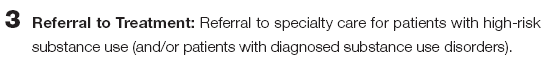 3 Referral to Treatment: Referral to specialty care for patients with high-risk
substance use (and/or patients with diagnosed substance use disorders).